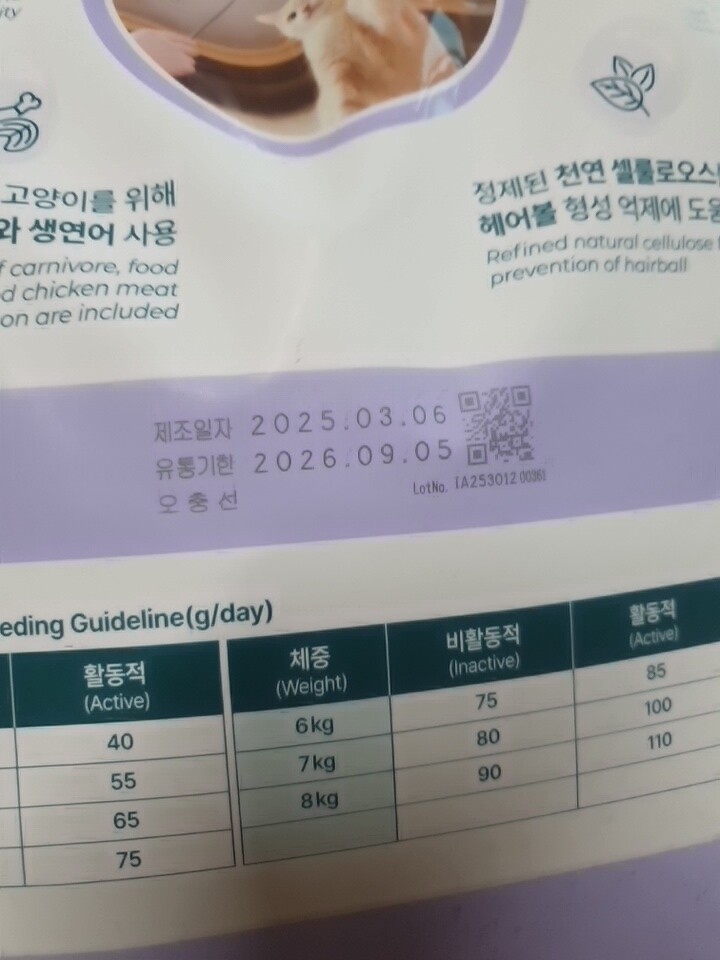 ity
고양이를 위해
와 생연어 사용
f carnivore, food
d chicken meat
on are included
정제된 천연 셀룰로오스
헤어볼 형성 억제에 도움
Refined natural cellulose
prevention of hairball
제조일자 2025.03.06
유통기한 2026.09.05
오충선
LotNo. IA253012 00361
eding Guideline(g/day)
활동적 체중 비활동적 활동적
(Active) (Weight) (Inactive) (Active)
40 6kg 75 85
55 7kg 80 100
65 8kg 90 110
75